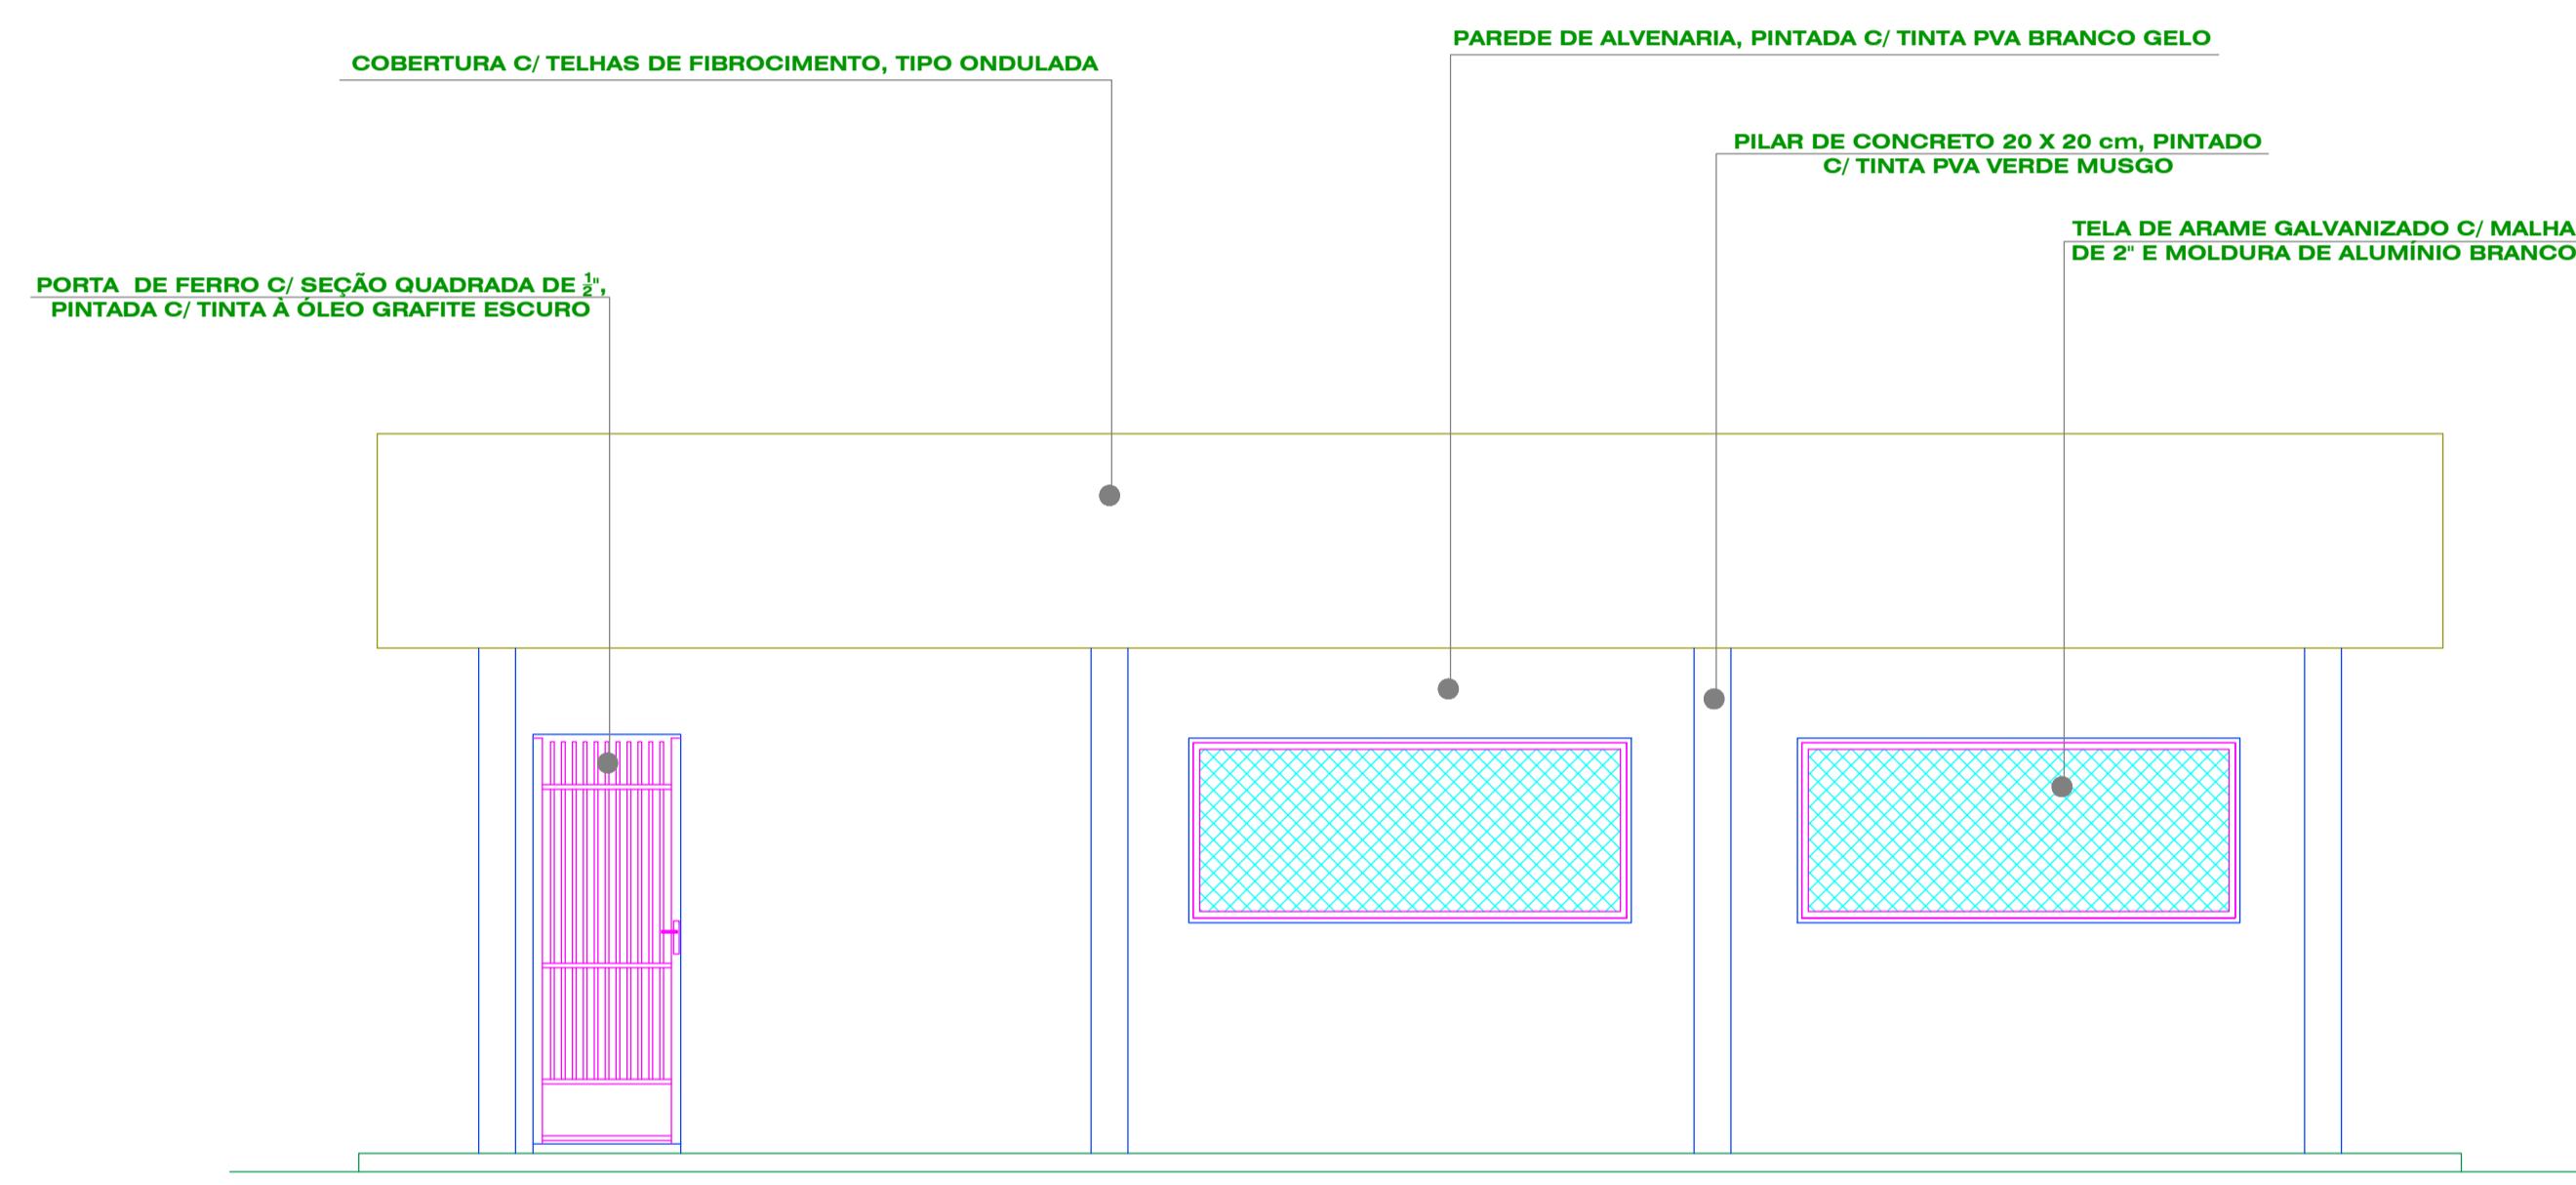 PAREDE DE ALVENARIA, PINTADA C/ TINTA PVA BRANCO GELO
COBERTURA C/ TELHAS DE FIBROCIMENTO, TIPO ONDULADA
PILAR DE CONCRETO 20 X 20 cm, PINTADO
C/ TINTA PVA VERDE MUSGO
TELA DE ARAME GALVANIZADO C/ MALHA
DE 2" E MOLDURA DE ALUMÍNIO BRANCO
PORTA  DE FERRO C/ SEÇÃO QUADRADA DE ½",
PINTADA C/ TINTA À ÓLEO GRAFITE ESCURO